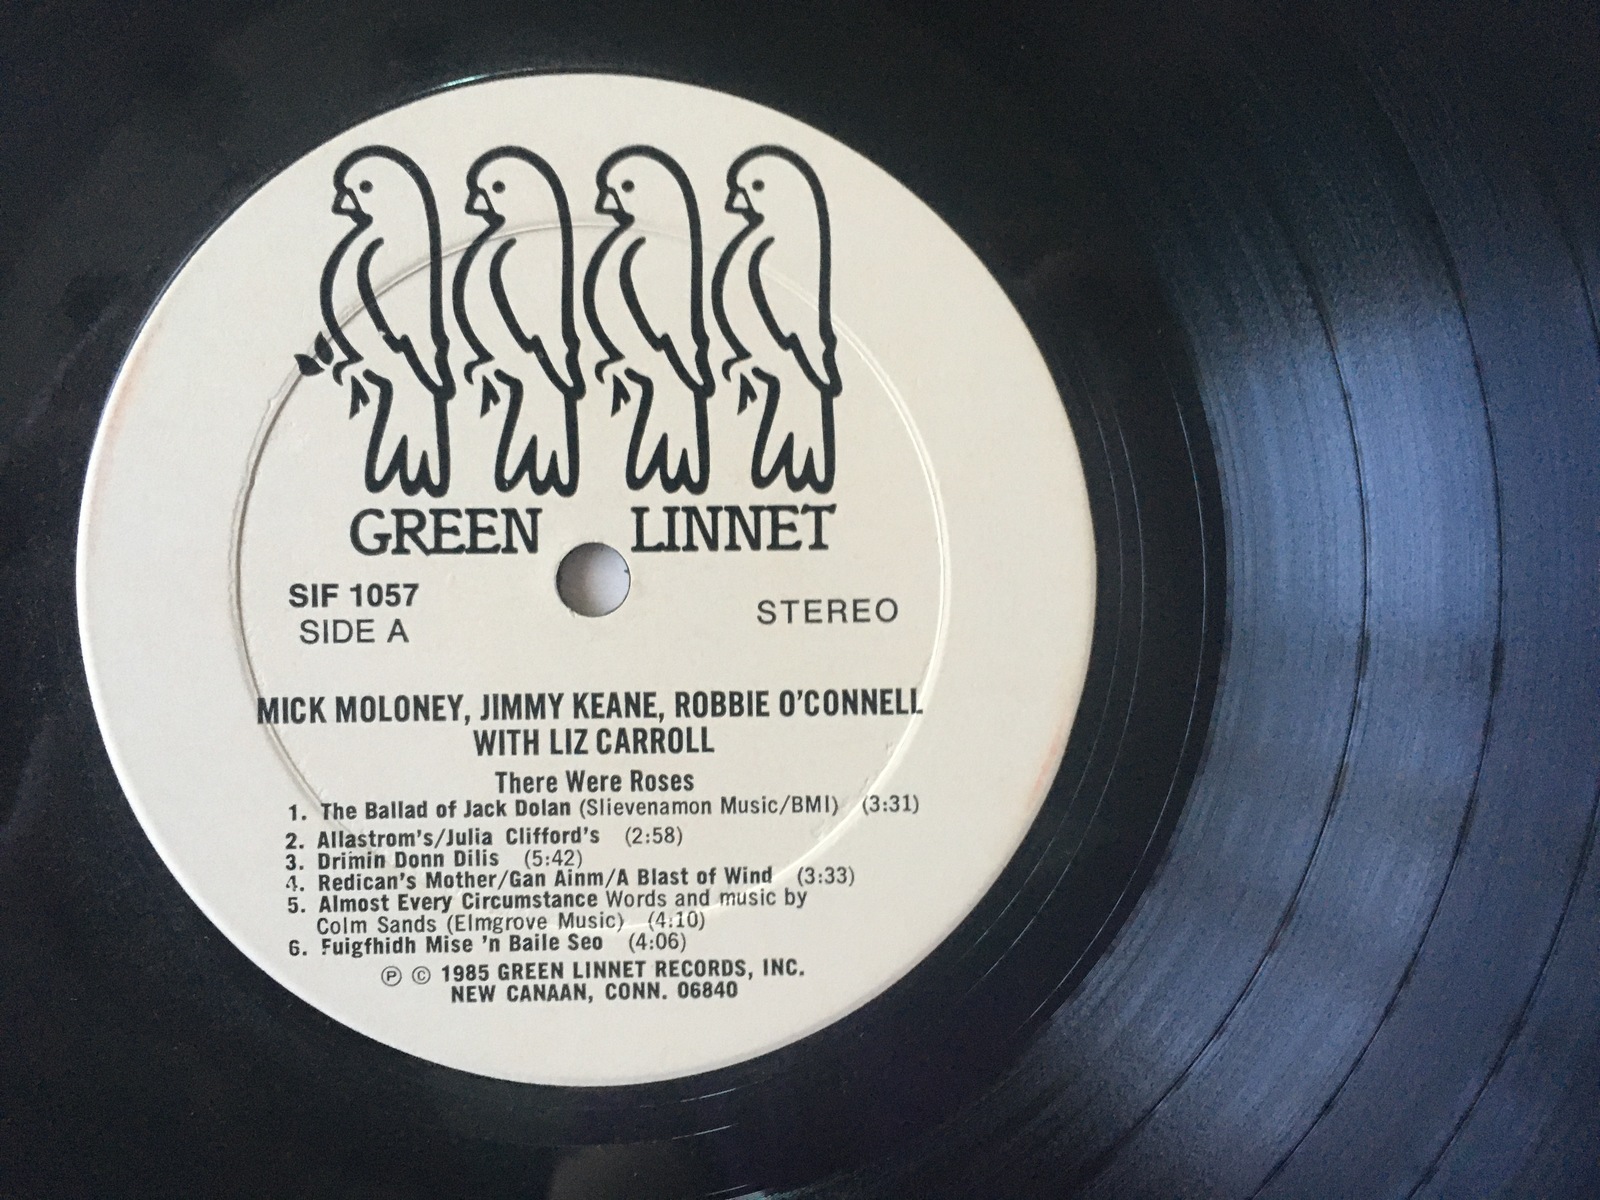 GREEN LINNET
SIF 1057
SIDE A
STEREO
MICK MOLONEY, JIMMY KEANE, ROBBIE O'CONNELL
WITH LIZ CARROLL
There Were Roses
1. The Ballad of Jack Dolan (Slievenamon Music/BMI) (3:31)
2. Allastrom's/Julia Clifford's (2:58)
3. Drimin Donn Dilis (5:42)
4. Redican's Mother/Gan Ainm/A Blast of Wind (3:33)
5. Almost Every Circumstance Words and music by
Colm Sands (Elmgrove Music) (4:10)
6. Fuigfhidh Mise 'n Baile Seo (4:06)
Ⓟ © 1985 GREEN LINNET RECORDS, INC.
NEW CANAAN, CONN. 06840